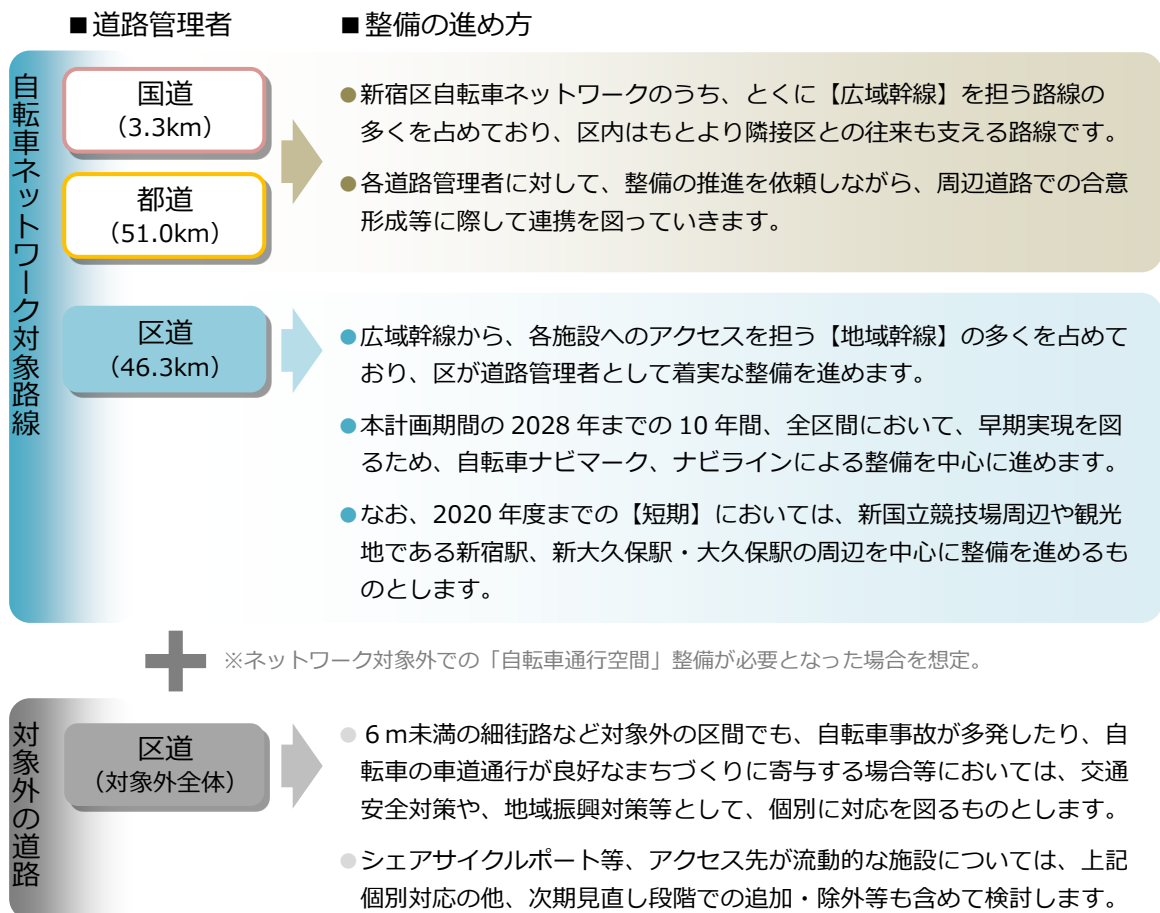 ■道路管理者
■整備の進め方
自転車ネットワーク対象路線
国道
（3.3km）
都道
（51.0km）
●新宿区自転車ネットワークのうち、とくに【広域幹線】を担う路線の
多くを占めており、区内はもとより隣接区との往来も支える路線です。
●各道路管理者に対して、整備の推進を依頼しながら、周辺道路での合意
形成等に際して連携を図っていきます。
区道
（46.3km）
●広域幹線から、各施設へのアクセスを担う【地域幹線】の多くを占めて
おり、区が道路管理者として着実な整備を進めます。
●本計画期間の 2028 年までの 10 年間、全区間において、早期実現を図
るため、自転車ナビマーク、ナビラインによる整備を中心に進めます。
●なお、2020 年度までの【短期】においては、新国立競技場周辺や観光
地である新宿駅、新大久保駅・大久保駅の周辺を中心に整備を進めるも
のとします。
※ネットワーク対象外での「自転車通行空間」整備が必要となった場合を想定。
対象外の道路
区道
（対象外全体）
●６ｍ未満の細街路など対象外の区間でも、自転車事故が多発したり、自
転車の車道通行が良好なまちづくりに寄与する場合等においては、交通
安全対策や、地域振興対策等として、個別に対応を図るものとします。
●シェアサイクルポート等、アクセス先が流動的な施設については、上記
個別対応の他、次期見直し段階での追加・除外等も含めて検討します。